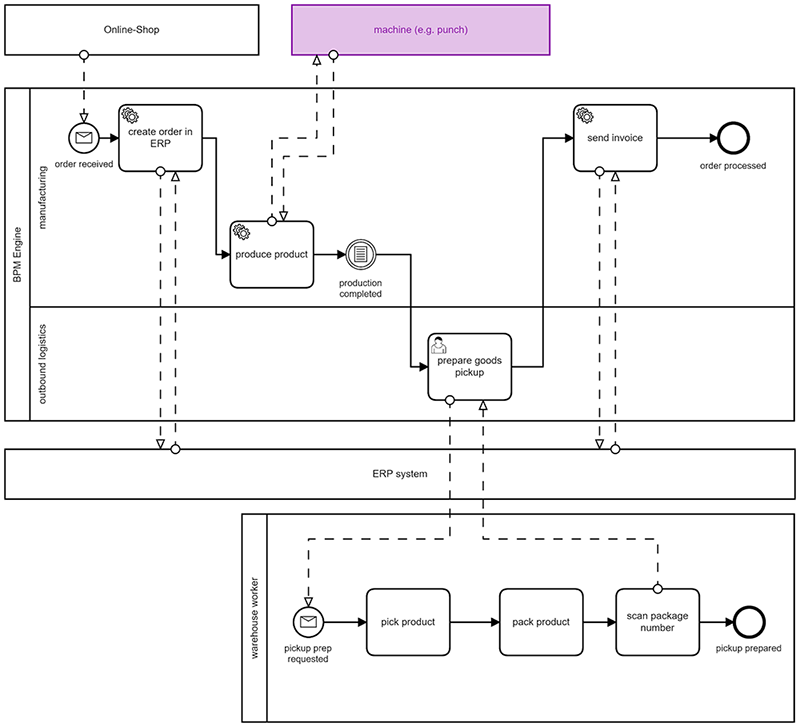 Online-Shop
machine (e.g. punch)
BPM Engine
manufacturing
order received
create order in
ERP
produce product
production
completed
send invoice
order processed
outbound logistics
prepare goods
pickup
ERP system
warehouse worker
pickup prep
requested
pick product
pack product
scan package
number
pickup prepared